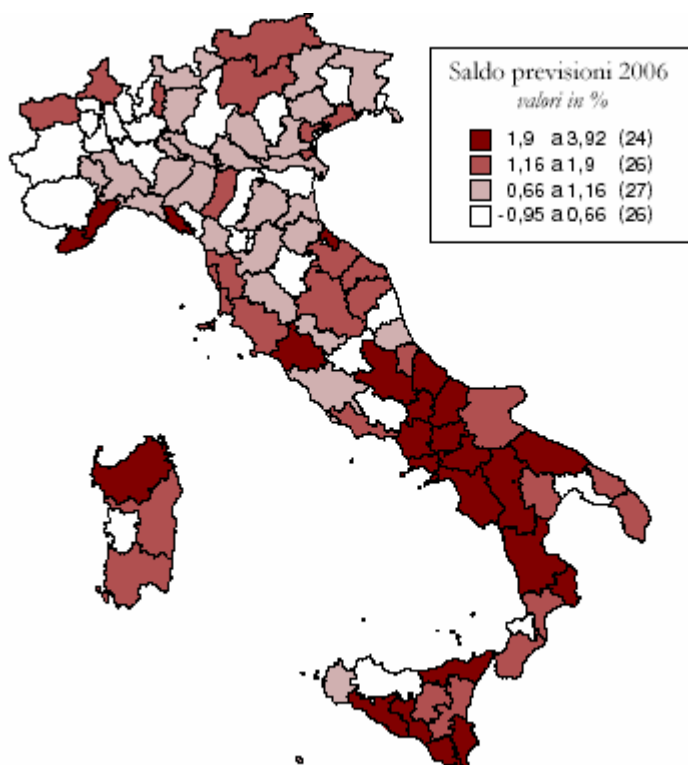 Saldo previsioni 2006
valori in %
1,9 a 3,92 (24)
1,16 a 1,9 (26)
0,66 a 1,16 (27)
-0,95 a 0,66 (26)